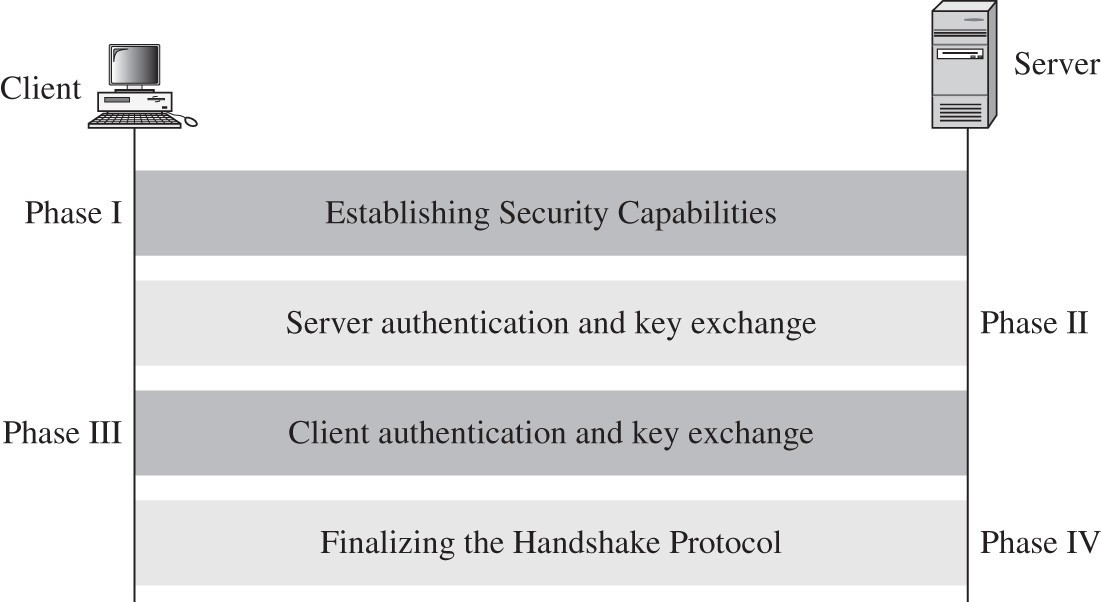 Client
Server
Phase I
Establishing Security Capabilities
Server authentication and key exchange
Phase II
Phase III
Client authentication and key exchange
Finalizing the Handshake Protocol
Phase IV